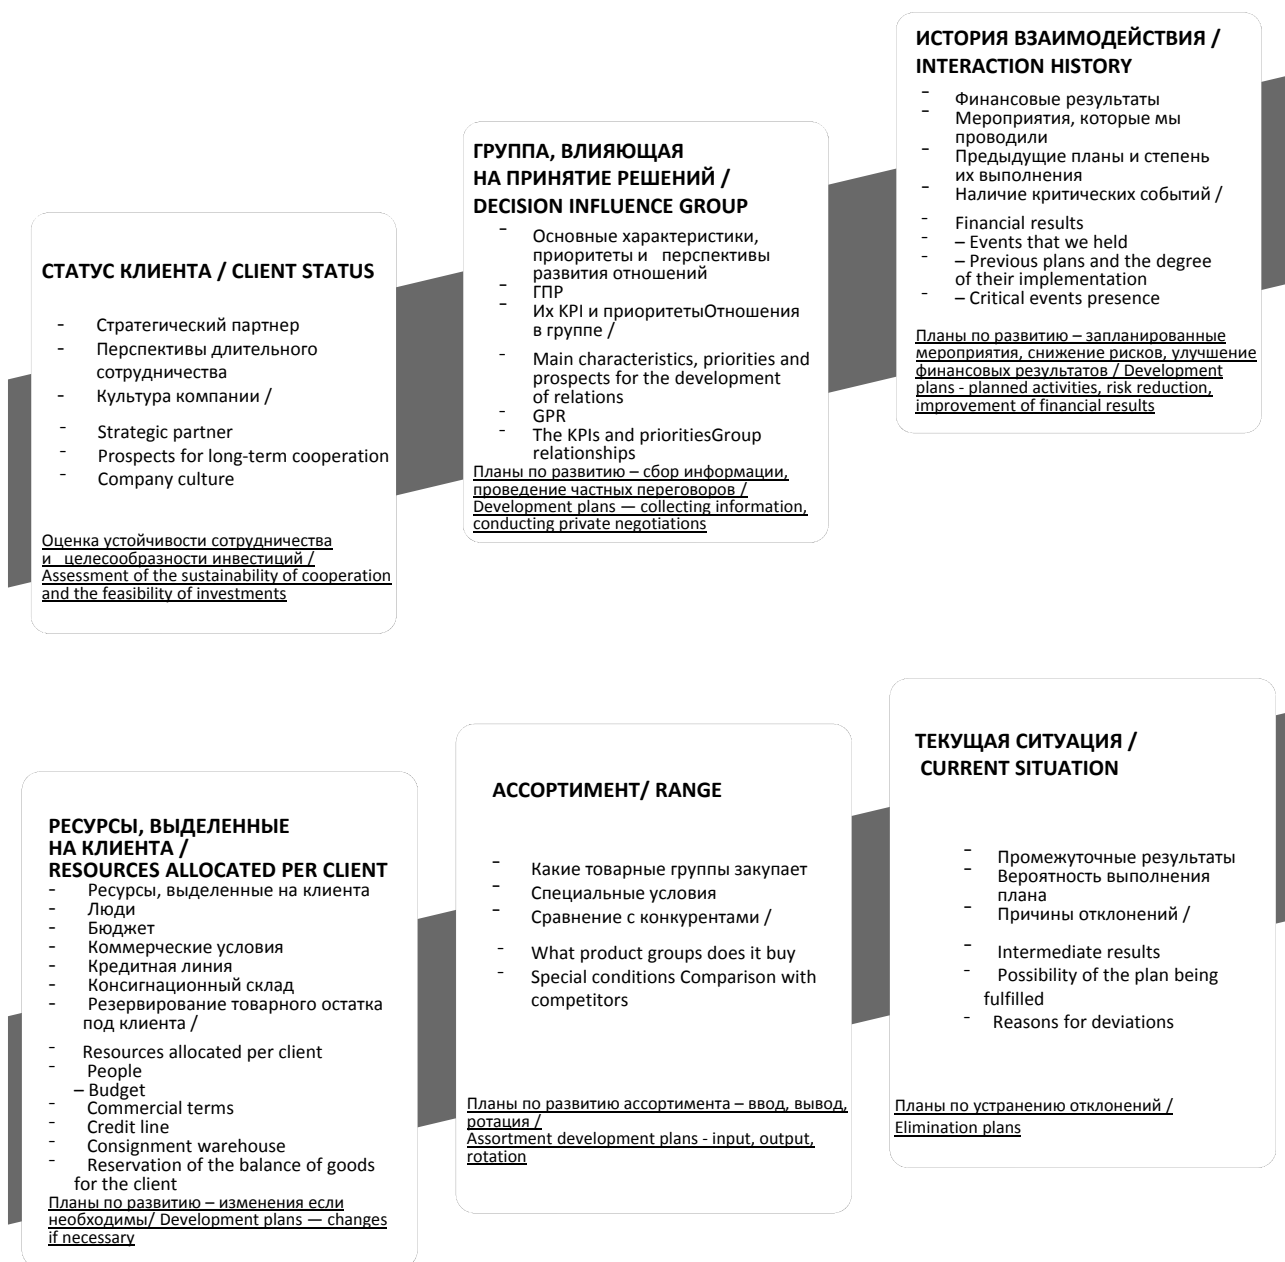 СТАТУС КЛИЕНТА / CLIENT STATUS
- Стратегический партнер
- Перспективы длительного
сотрудничества
- Культура компании /
- Strategic partner
- Prospects for long-term cooperation
- Company culture
Оценка устойчивости сотрудничества
и целесообразности инвестиций /
Assessment of the sustainability of cooperation
and the feasibility of investments
ГРУППА, ВЛИЯЮЩАЯ
НА ПРИНЯТИЕ РЕШЕНИЙ /
DECISION INFLUENCE GROUP
- Основные характеристики,
приоритеты и перспективы
развития отношений
- ГПР
- Их KPI и приоритетыОтношения
в группе /
- Main characteristics, priorities and
prospects for the development
of relations
- GPR
- The KPIs and prioritiesGroup
relationships
Планы по развитию – сбор информации,
проведение частных переговоров /
Development plans — collecting information,
conducting private negotiations
ИСТОРИЯ ВЗАИМОДЕЙСТВИЯ /
INTERACTION HISTORY
- Финансовые результаты
- Мероприятия, которые мы
проводили
- Предыдущие планы и степень
их выполнения
- Наличие критических событий /
- Financial results
- – Events that we held
- – Previous plans and the degree
of their implementation
- – Critical events presence
Планы по развитию – запланированные
мероприятия, снижение рисков, улучшение
финансовых результатов / Development
plans - planned activities, risk reduction,
improvement of financial results
РЕСУРСЫ, ВЫДЕЛЕННЫЕ
НА КЛИЕНТА /
RESOURCES ALLOCATED PER CLIENT
- Ресурсы, выделенные на клиента
- Люди
- Бюджет
- Коммерческие условия
- Кредитная линия
- Консигнационный склад
- Резервирование товарного остатка
под клиента /
- Resources allocated per client
- People
– Budget
- Commercial terms
- Credit line
- Consignment warehouse
- Reservation of the balance of goods
for the client
Планы по развитию – изменения если
необходимы/ Development plans — changes
if necessary
АССОРТИМЕНТ/ RANGE
- Какие товарные группы закупает
- Специальные условия
- Сравнение с конкурентами /
- What product groups does it buy
- Special conditions Comparison with
competitors
Планы по развитию ассортимента – ввод, вывод,
ротация /
Assortment development plans - input, output,
rotation
ТЕКУЩАЯ СИТУАЦИЯ /
CURRENT SITUATION
- Промежуточные результаты
- Вероятность выполнения
плана
- Причины отклонений /
- Intermediate results
- Possibility of the plan being
fulfilled
- Reasons for deviations
Планы по устранению отклонений /
Elimination plans